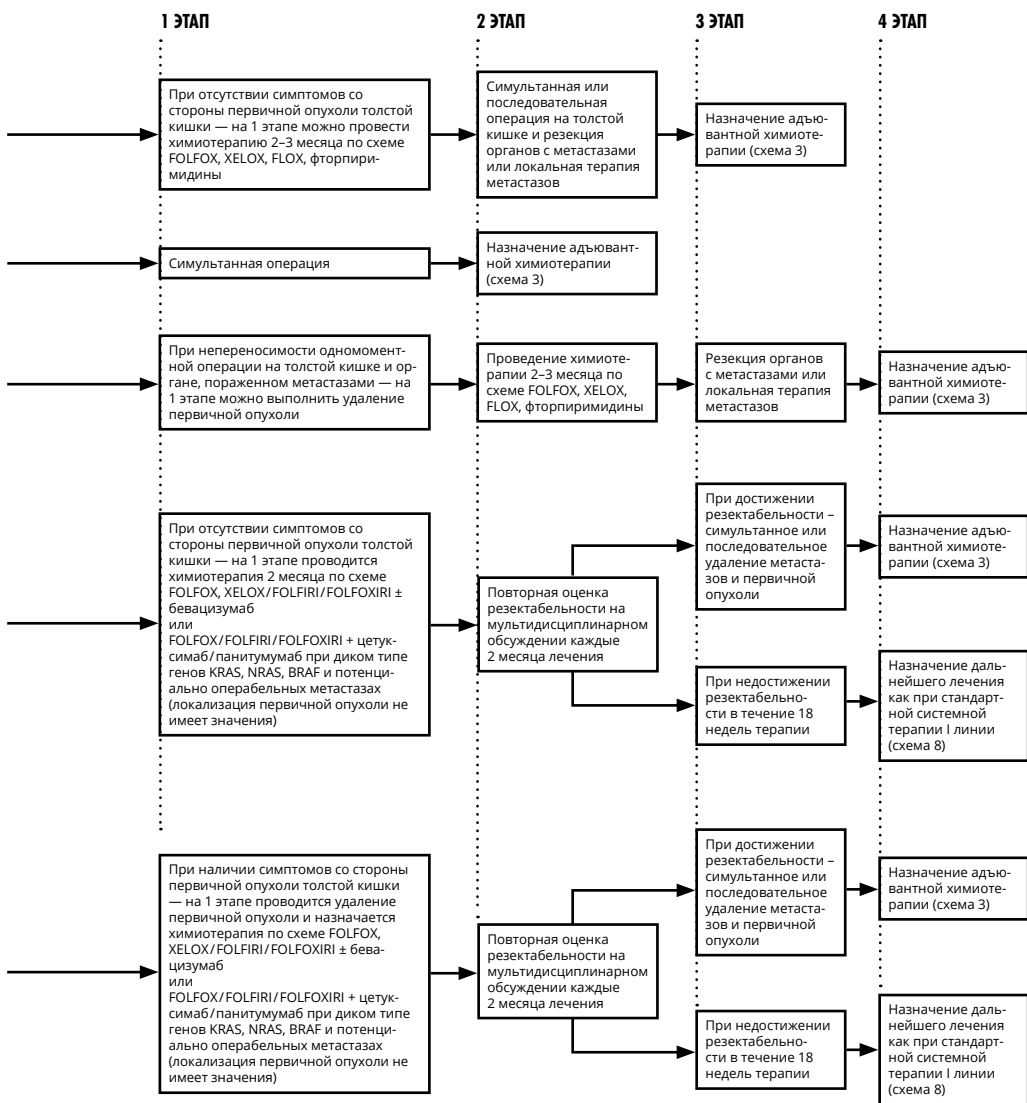 1 ЭТАП
2 ЭТАП
3 ЭТАП
4 ЭТАП
При отсутствии симптомов со
стороны первичной опухоли толстой
кишки — на 1 этапе можно провести
химиотерапию 2–3 месяца по схеме
FOLFOX, XELOX, FLOX, фторпири-
мидины
Симультанная или
последовательная
операция на толстой
кишке и резекция
органов с метастазами
или локальная терапия
метастазов
Назначение адъю-
вантной химиоте-
рапии (схема 3)
Симультанная операция
Назначение адъювант-
ной химиотерапии
(схема 3)
При непереносимости одномомент-
ной операции на толстой кишке и ор-
гане, пораженном метастазами — на
1 этапе можно выполнить удаление
первичной опухоли
Проведение химиоте-
рапии 2–3 месяца по
схеме FOLFOX, XELOX,
FLOX, фторпиримидины
Резекция органов
с метастазами или
локальная терапия
метастазов
Назначение адъю-
вантной химиоте-
рапии (схема 3)
При отсутствии симптомов со
стороны первичной опухоли толстой
кишки — на 1 этапе проводится
химиотерапия 2 месяца по схеме
FOLFOX, XELOX/FOLFIRI/FOLFOXIRI ±
бевацизумаб
или
FOLFOX/FOLFIRI/FOLFOXIRI + цетук-
симаб/панитумумаб при диком типе
генов KRAS, NRAS, BRAF и потенци-
ально операбельных метастазах
(локализация первичной опухоли не
имеет значения)
Повторная оценка
резектабельности на
мультидисциплинарном
обсуждении каждые
2 месяца лечения
При достижении
резектабельности –
симультанное или
последовательное
удаление метаста-
зов и первичной
опухоли
Назначение адъю-
вантной химиоте-
рапии (схема 3)
При недостижении
резектабельно-
сти в течение 18
недель терапии
Назначение даль-
нейшего лечения
как при стандарт-
ной системной
терапии I линии
(схема 8)
При наличии симптомов со стороны
первичной опухоли толстой кишки
— на 1 этапе проводится удаление
первичной опухоли и назначается
химиотерапия по схеме FOLFOX,
XELOX/FOLFIRI/FOLFOXIRI ± бева-
цизумаб
или
FOLFOX/FOLFIRI/FOLFOXIRI + цетук-
симаб/панитумумаб при диком типе
генов KRAS, NRAS, BRAF и потенци-
ально операбельных метастазах
(локализация первичной опухоли не
имеет значения)
Повторная оценка
резектабельности на
мультидисциплинарном
обсуждении каждые
2 месяца лечения
При достижении
резектабельности –
симультанное или
последовательное
удаление метаста-
зов и первичной
опухоли
Назначение адъю-
вантной химиоте-
рапии (схема 3)
При недостижении
резектабельно-
сти в течение 18
недель терапии
Назначение даль-
нейшего лечения
как при стандарт-
ной системной
терапии I линии
(схема 8)